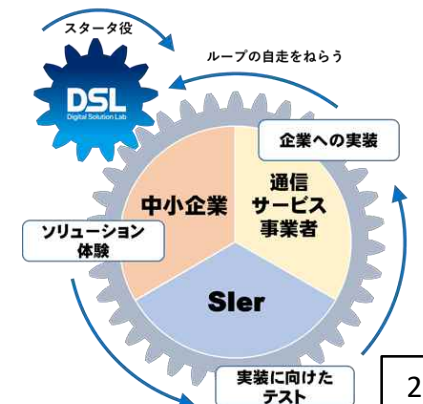 スタータ役
ループの自走をねらう
DSL
Digital Solution Lab
企業への実装
中小企業
通信
サービス
事業者
ソリューション
体験
SIer
実装に向けた
テスト
2